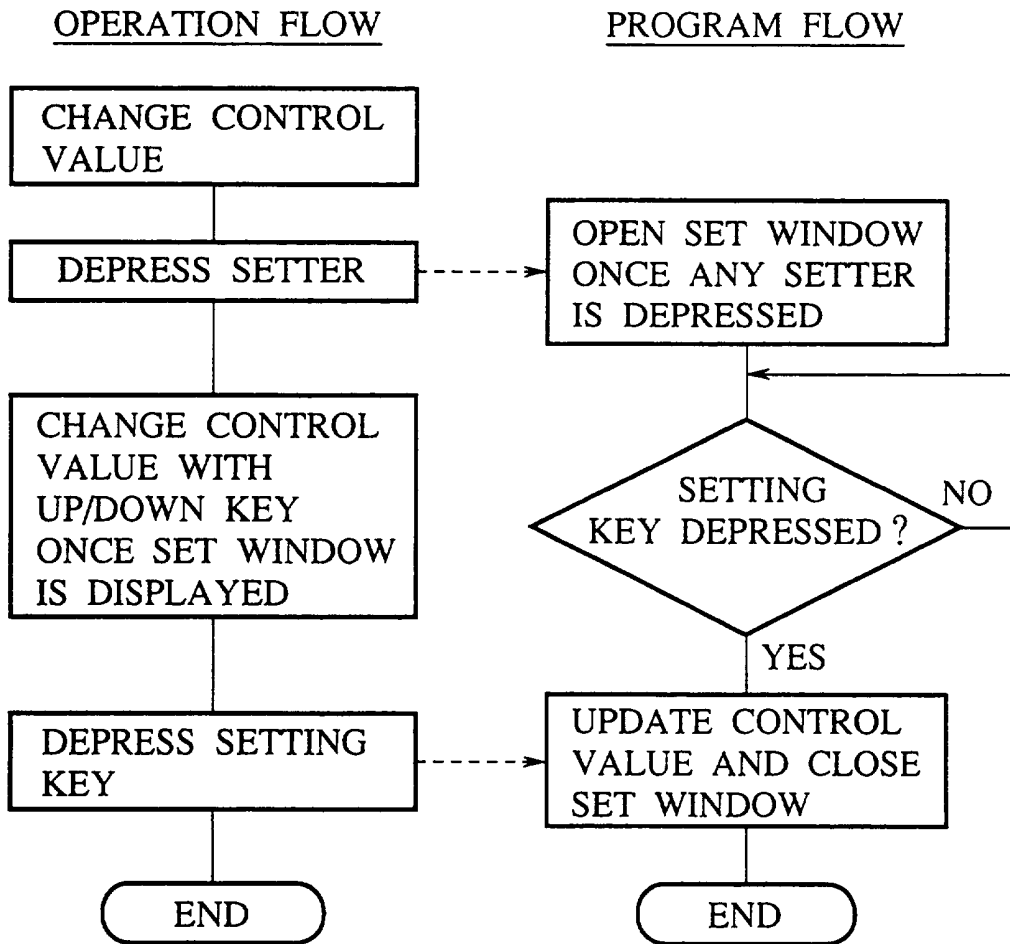 OPERATION FLOW
CHANGE CONTROL
VALUE
DEPRESS SETTER
CHANGE CONTROL
VALUE WITH
UP/DOWN KEY
ONCE SET WINDOW
IS DISPLAYED
DEPRESS SETTING
KEY
END
PROGRAM FLOW
OPEN SET WINDOW
ONCE ANY SETTER
IS DEPRESSED
SETTING
KEY DEPRESSED ?
NO
YES
UPDATE CONTROL
VALUE AND CLOSE
SET WINDOW
END